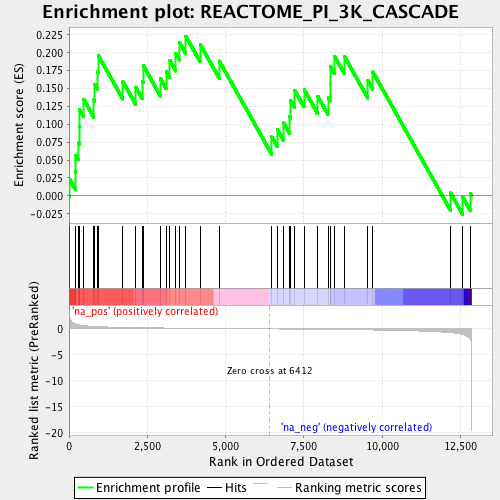 Enrichment plot: REACTOME_PI_3K_CASCADE
Enrichment score (ES)
0.225
0.200
0.175
0.150
0.125
0.100
0.075
0.050
0.025
0.000
-0.025
'na_pos' (positively correlated)
Ranked list metric (PreRanked)
0
-5
-10
-15
-20
Zero cross at 6412
'na_neg' (negatively correlated)
0
2,500
5,000
7,500
10,000
12,500
Rank in Ordered Dataset
Enrichment profile
Hits
Ranking metric scores